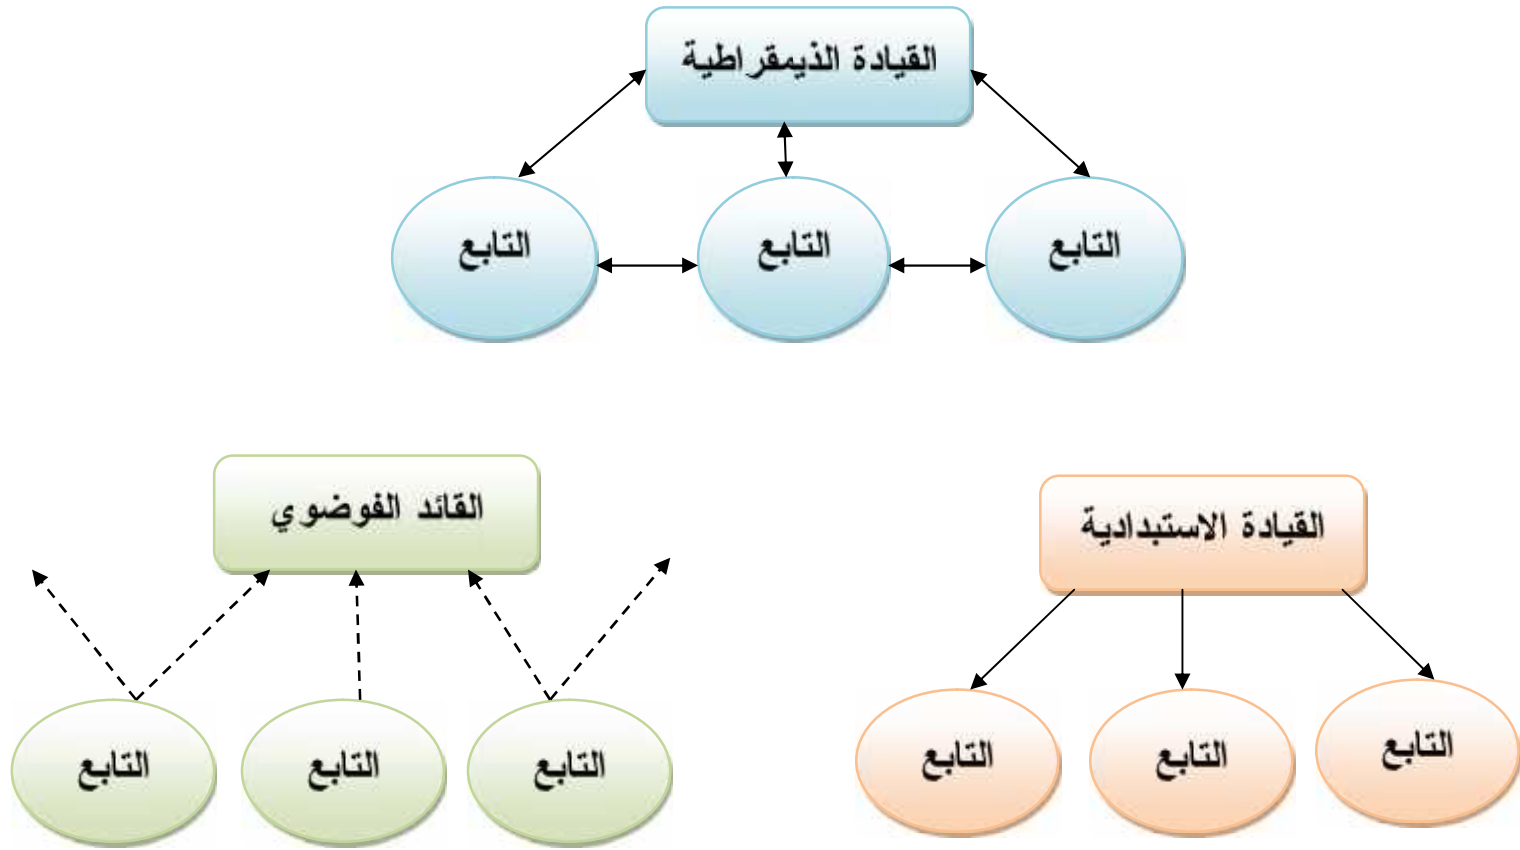 القيادة الذيمقراطية
التابع
التابع
التابع
القيادة الاستبدادية
القائد الفوضوي
التابع
التابع
التابع
التابع
التابع
التابع